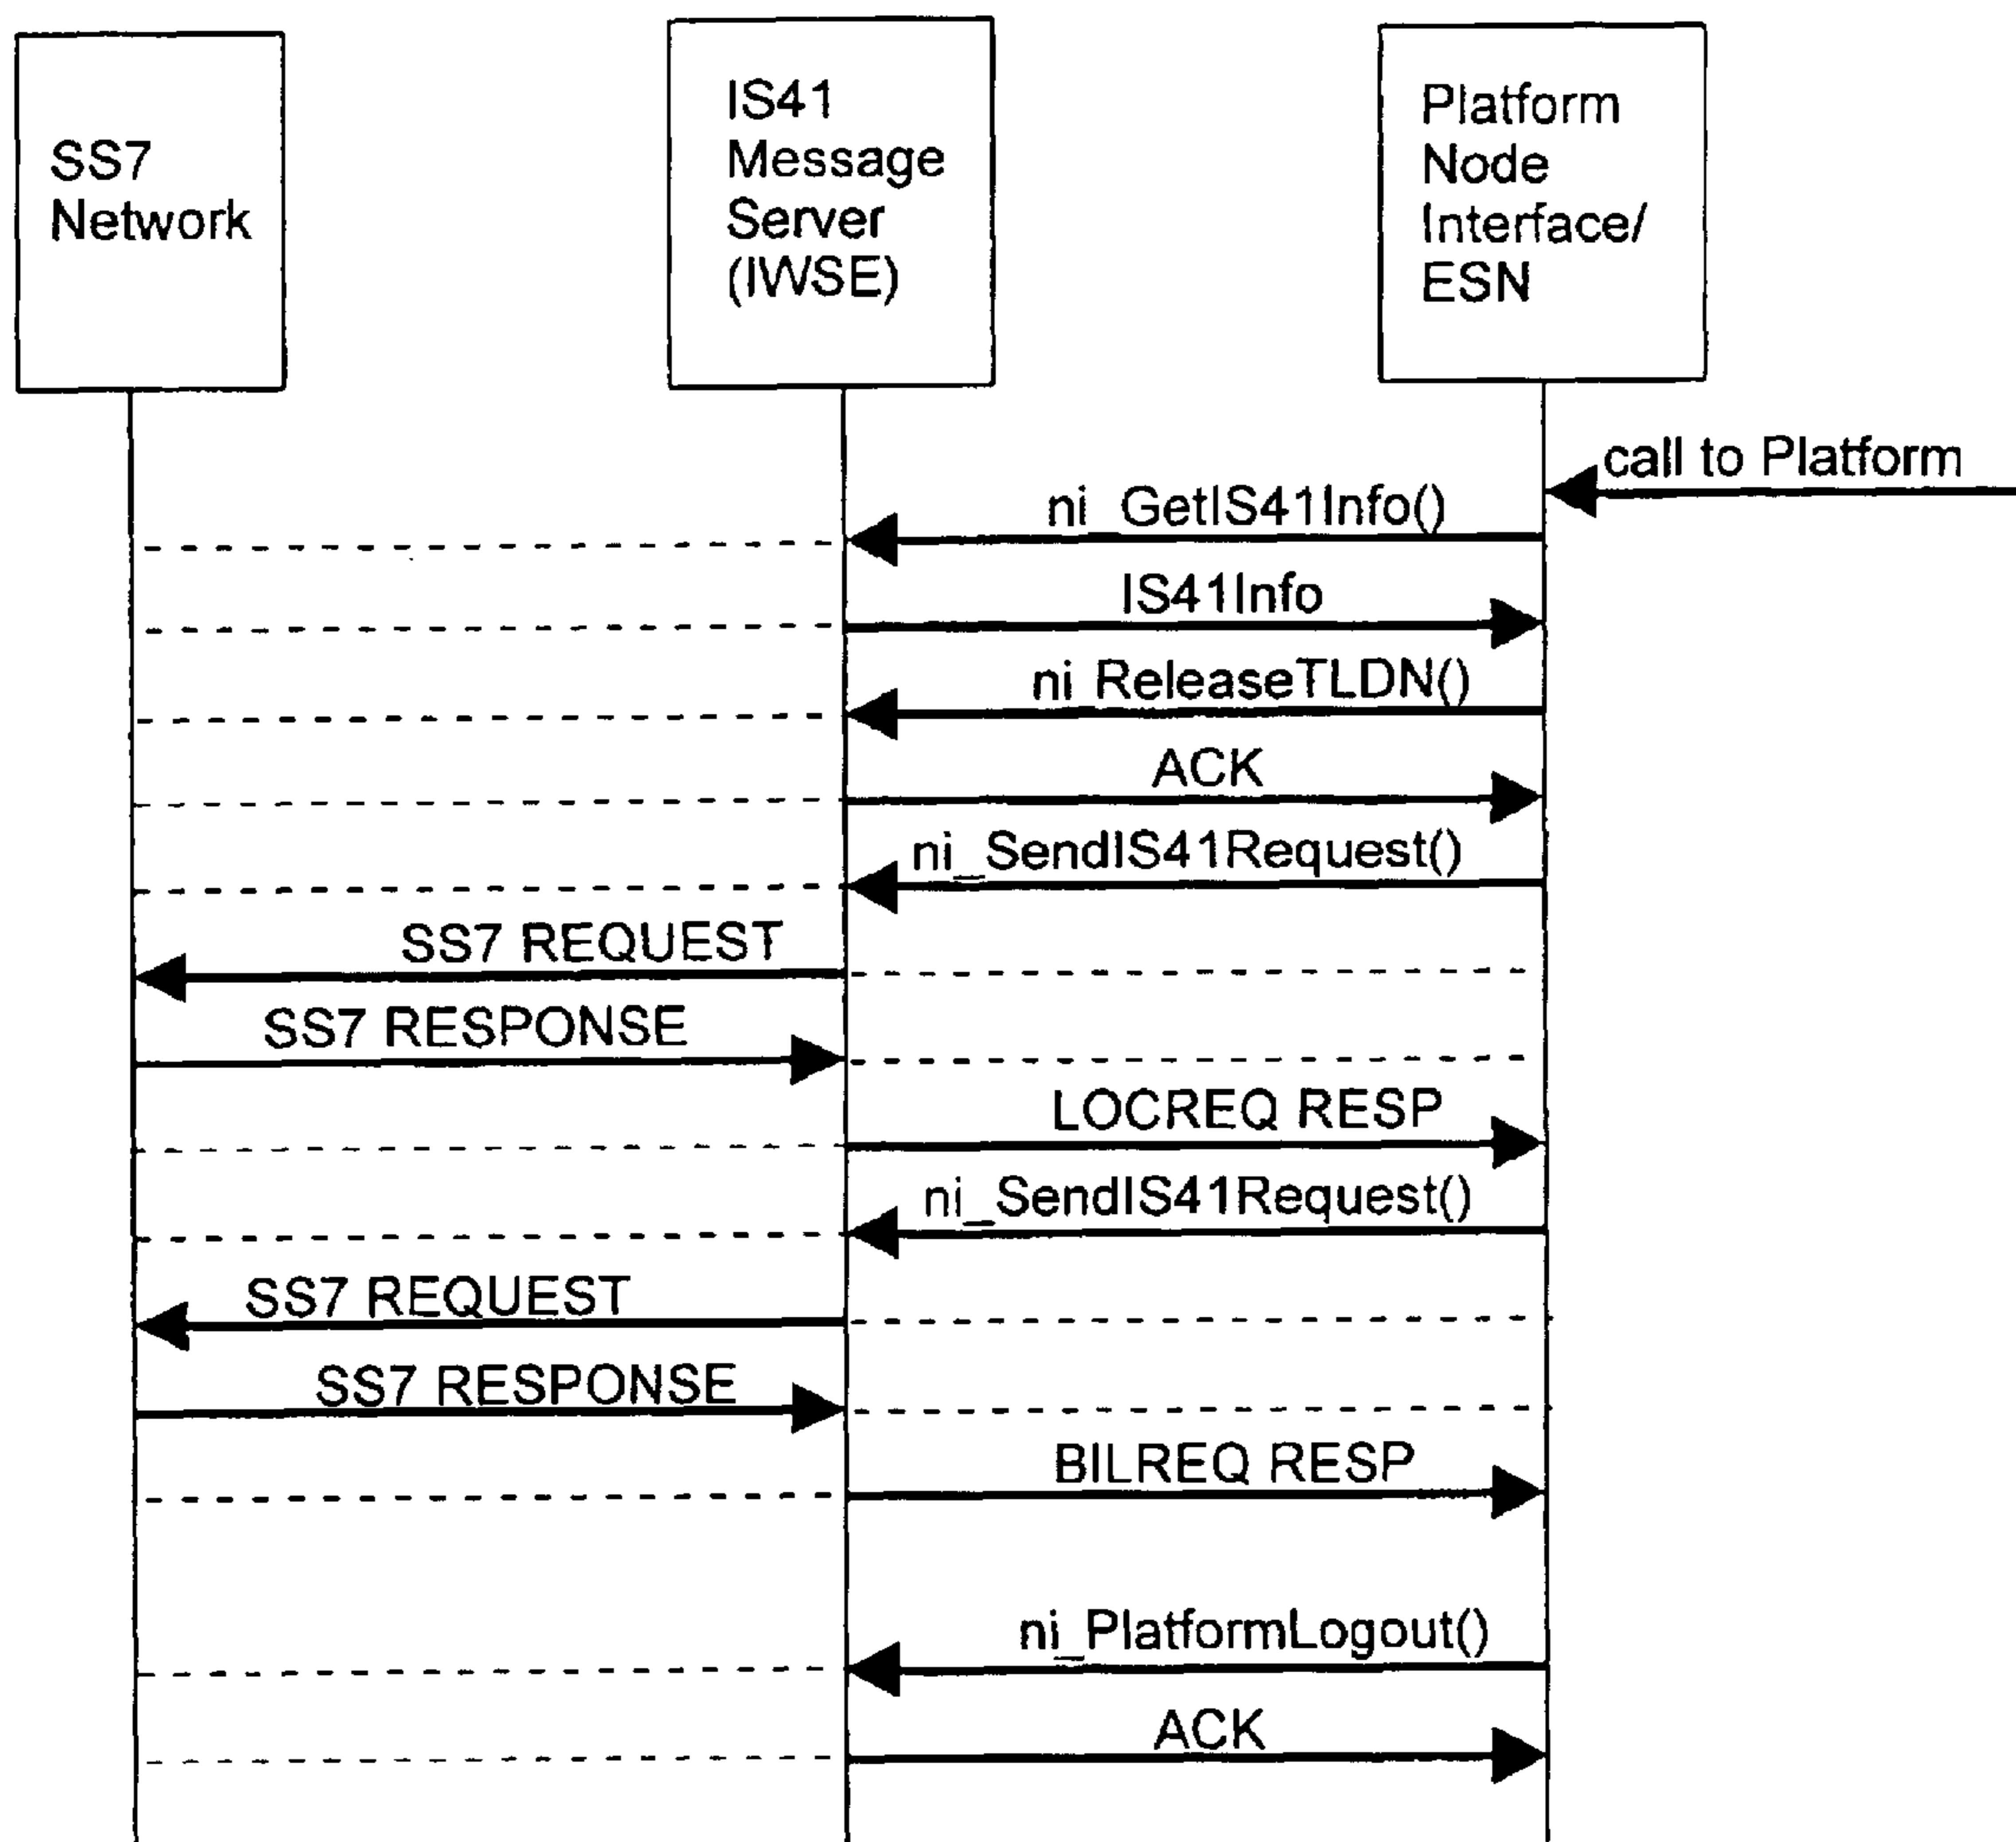 SS7
Network
IS41
Message
Server
(IWSE)
Platform
Node
Interface/
ESN
call to Platform
ni_GetIS41Info()
IS41Info
ni_ReleaseTLDN()
ACK
ni_SendIS41Request()
SS7 REQUEST
SS7 RESPONSE
LOCREQ RESP
ni_SendIS41Request()
SS7 REQUEST
SS7 RESPONSE
BILREQ RESP
ni_PlatformLogout()
ACK